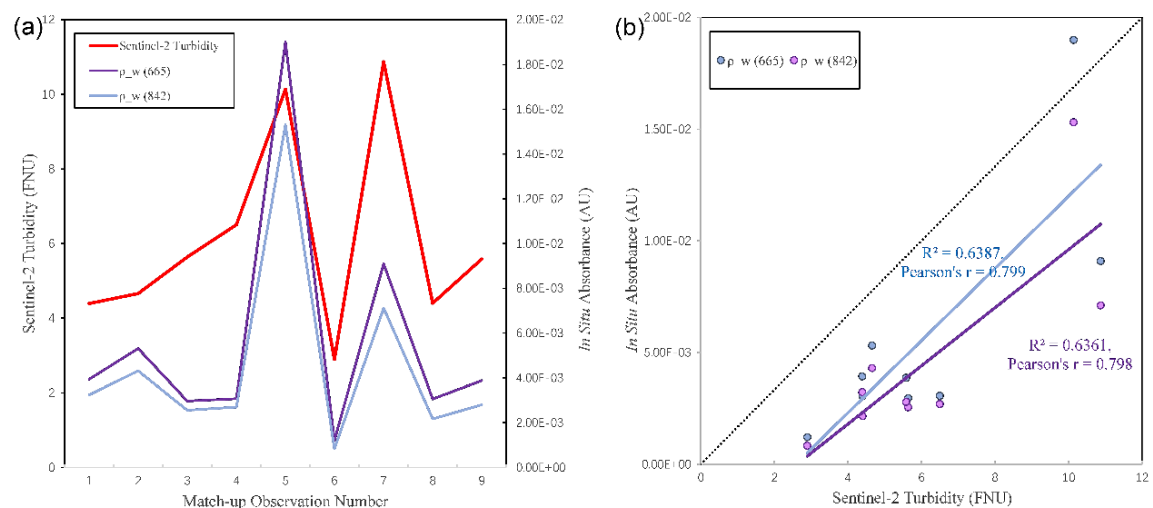 (a)
12
10
8
6
4
2
0
Sentinel-2 Turbidity (FNU)
Sentinel-2 Turbidity
ρ_w (665)
ρ_w (842)
1 2 3 4 5 6 7 8 9
Match-up Observation Number
2.00E-02
1.80E-02
1.60E-02
1.40E-02
1.20E-02
1.00E-02
8.00E-03
6.00E-03
4.00E-03
2.00E-03
0.00E+00
In Situ Absorbance (AU)
(b)
2.00E-02
1.50E-02
1.00E-02
5.00E-03
0.00E+00
In Situ Absorbance (AU)
ρ_w (665) ρ_w (842)
R² = 0.6387,
Pearson's r = 0.799
R² = 0.6361,
Pearson's r = 0.798
0 2 4 6 8 10 12
Sentinel-2 Turbidity (FNU)